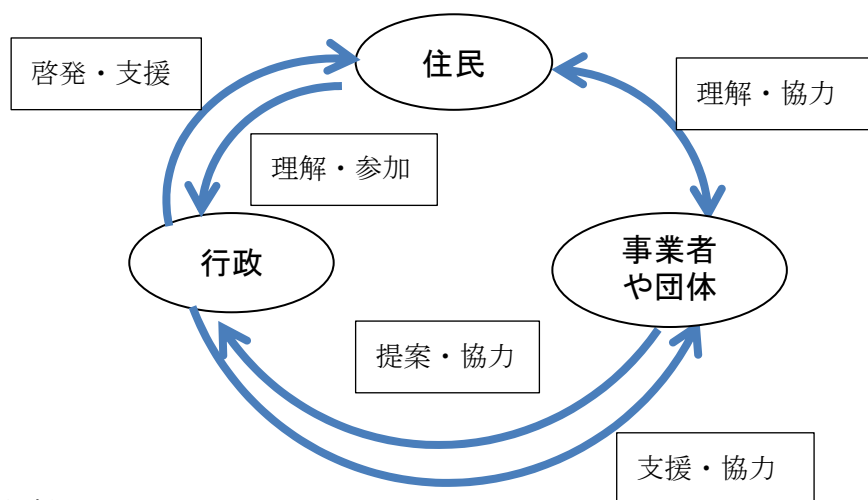 住民
啓発・支援
理解・協力
理解・参加
行政
事業者
や団体
提案・協力
支援・協力